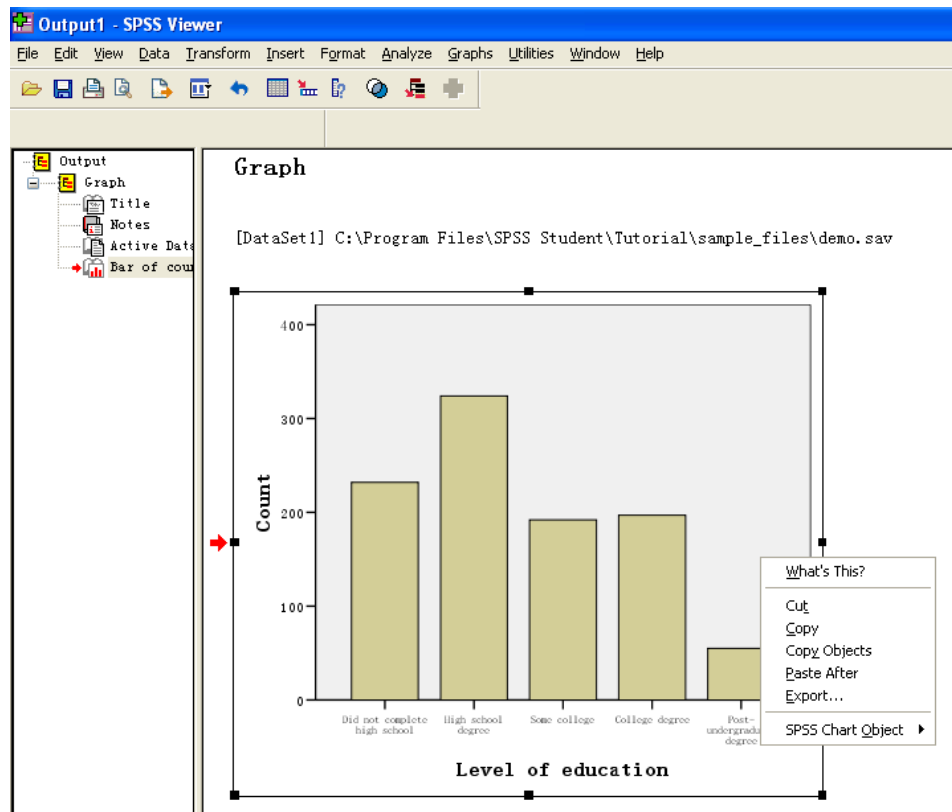 Output1 - SPSS Viewer
File Edit View Data Transform Insert Format Analyze Graphs Utilities Window Help
Output
Graph
Title
Notes
Active Data
Bar of cou
Graph
[DataSet1] C:\Program Files\SPSS Student\Tutorial\sample_files\demo.sav
400
300
200
100
0
Count
Did not complete
high school
High school
degree
Some college
College degree
Post-
undergradu
degree
Level of education
What's This?
Cut
Copy
Copy Objects
Paste After
Export...
SPSS Chart Object